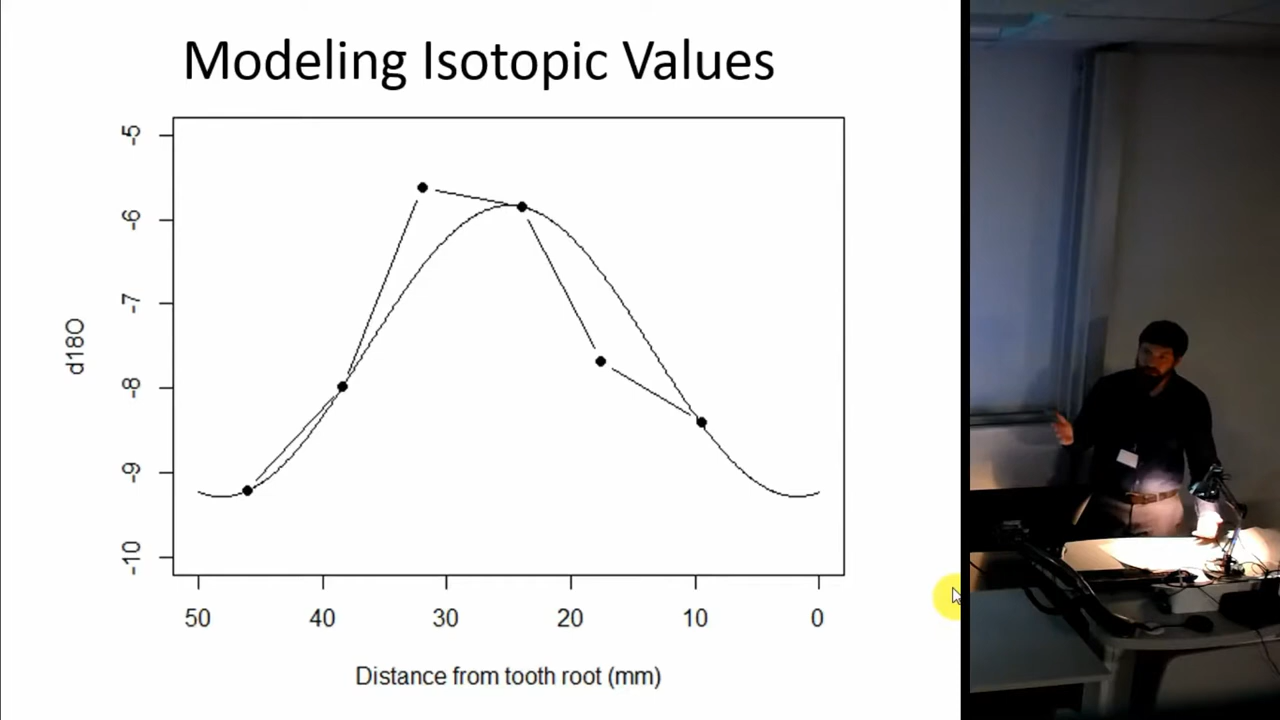 Modeling Isotopic Values
-5
-6
-7
-8
-9
-10
d18O
50 40 30 20 10 0
Distance from tooth root (mm)